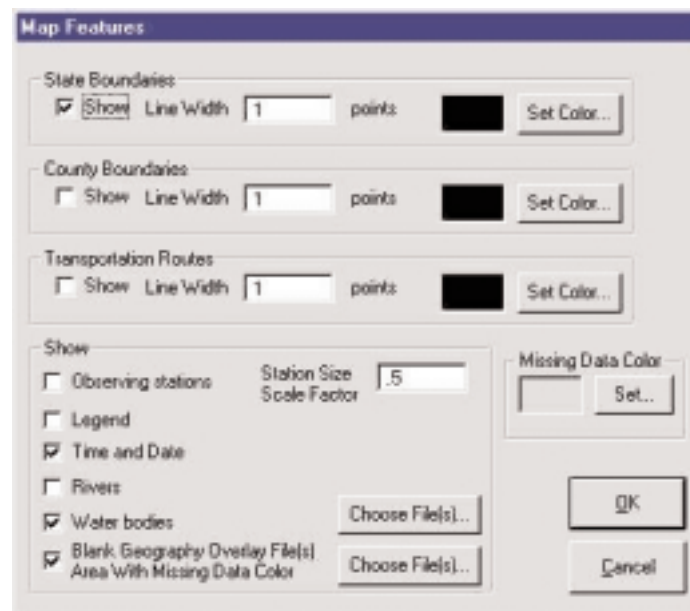 Map Features
State Boundaries
Show Line Width 1 points Set Color...
County Boundaries
Show Line Width 1 points Set Color...
Transportation Routes
Show Line Width 1 points Set Color...
Show
Observing stations
Station Size
Scale Factor
.5
Legend
Time and Date
Rivers
Water bodies
Choose File(s)...
Blank Geography Overlay File(s)
Area With Missing Data Color
Choose File(s)...
Missing Data Color
Set...
OK
Cancel